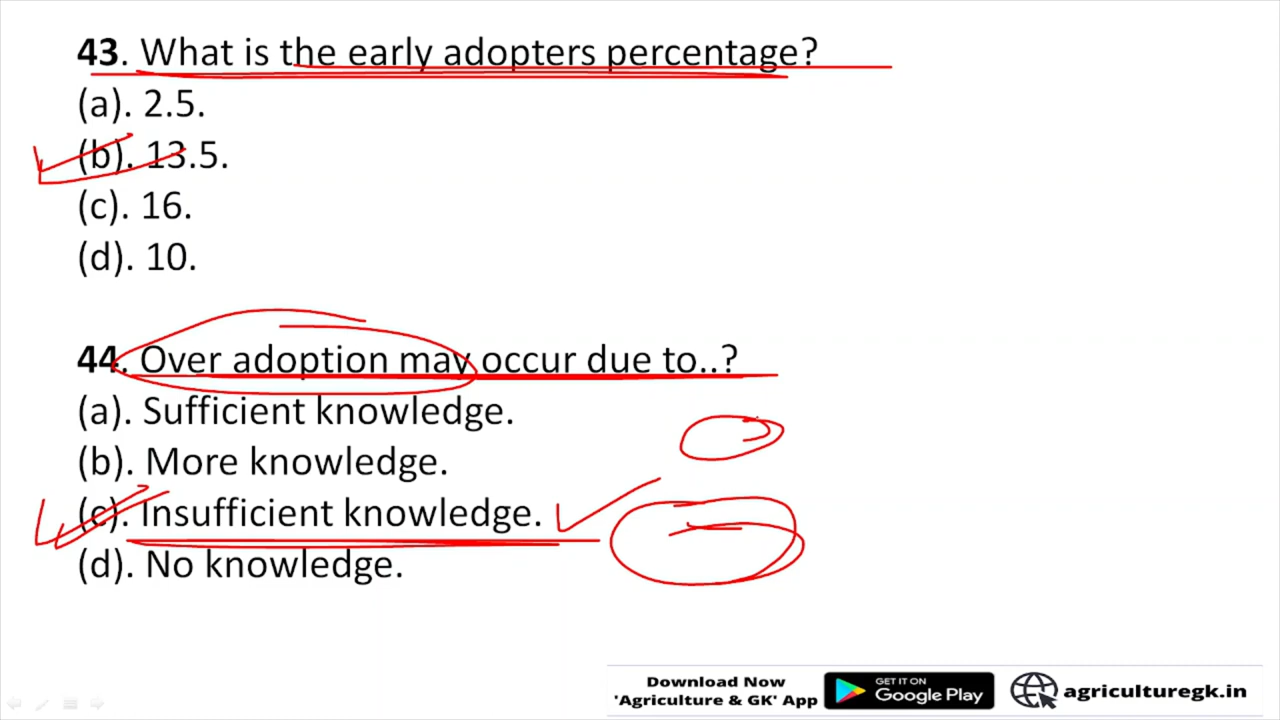 43. What is the early adopters percentage?
(a). 2.5.
(b). 13.5.
(c). 16.
(d). 10.
44. Over adoption may occur due to..?
(a). Sufficient knowledge.
(b). More knowledge.
(c). Insufficient knowledge.
(d). No knowledge.
Download Now
'Agriculture & GK' App
GET IT ON
Google Play
agriculturegk.in